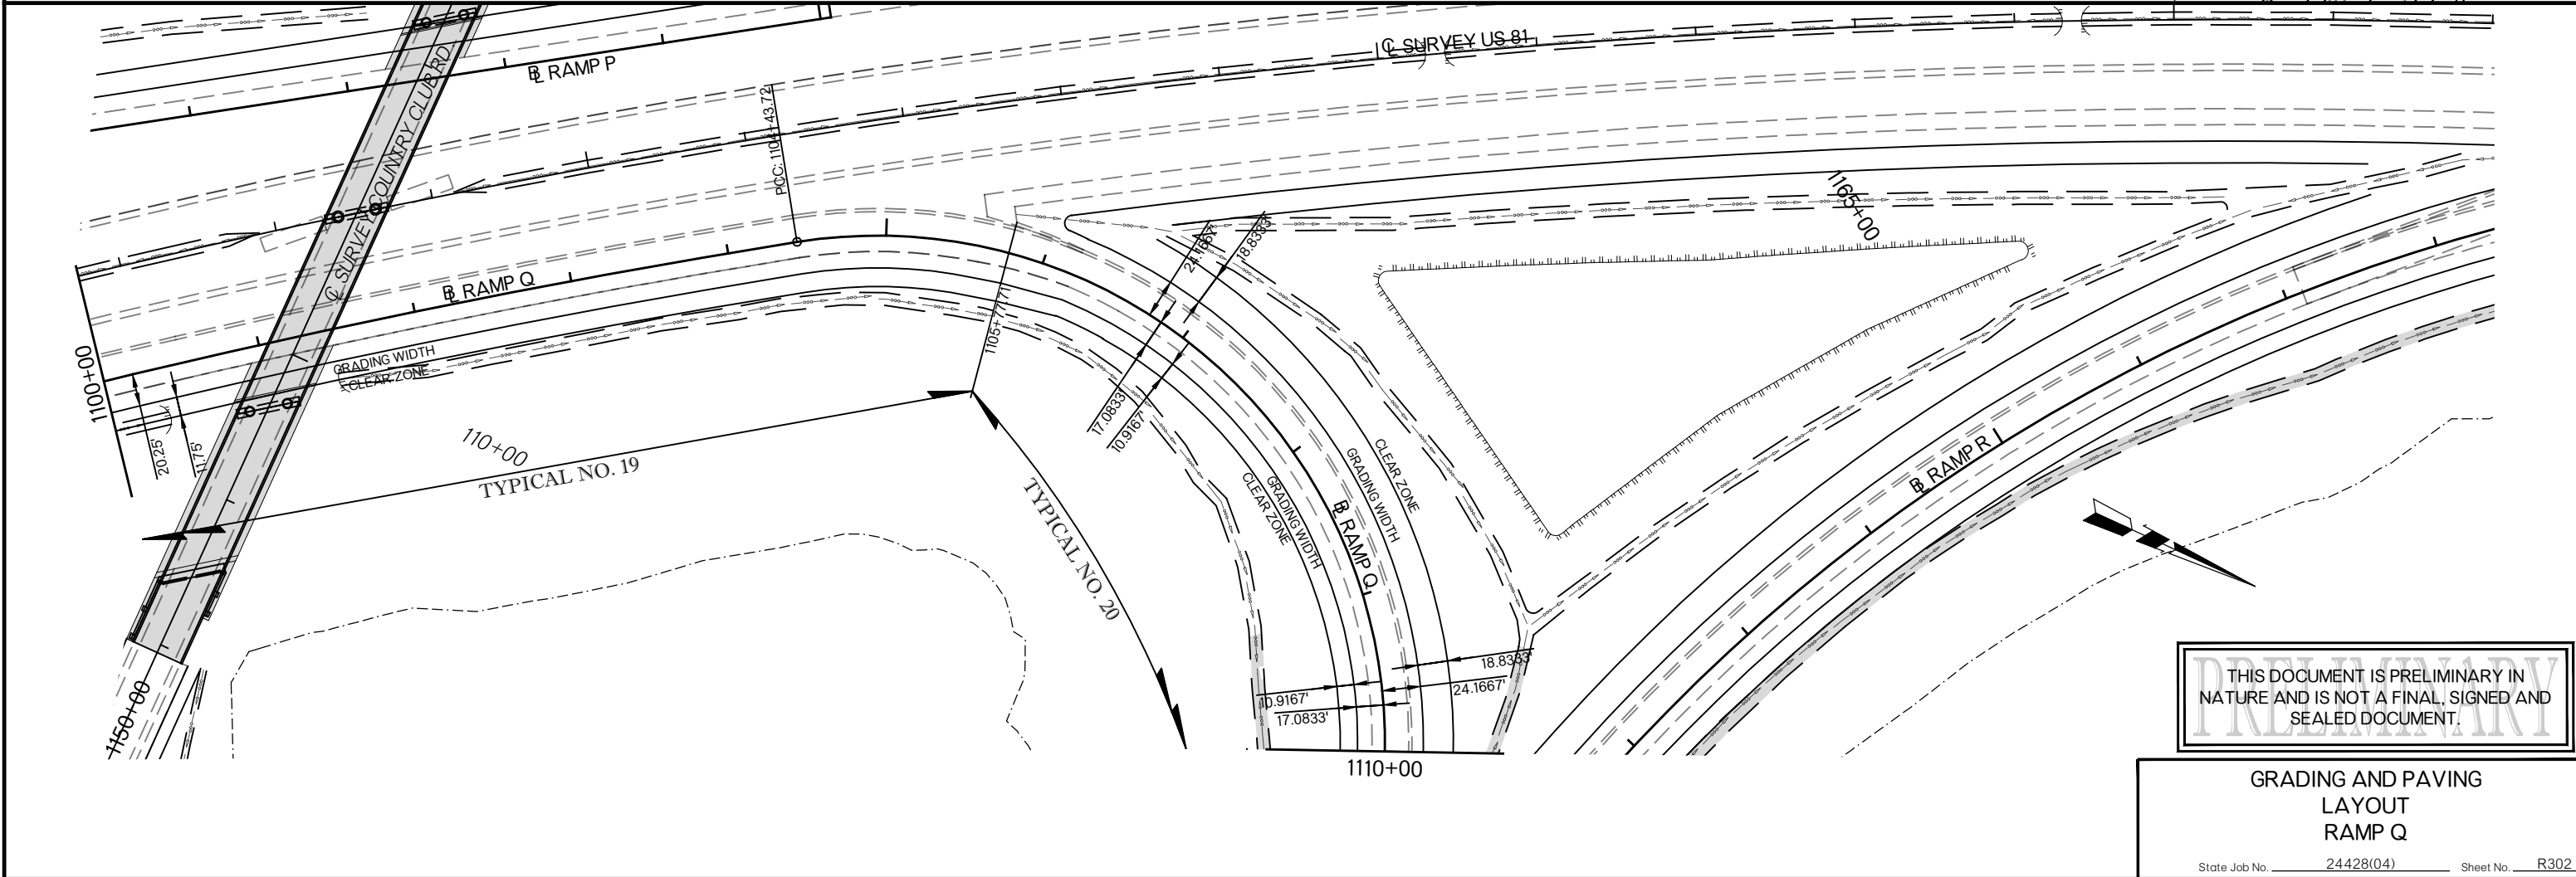 ℄ SURVEY US 81
B̲L RAMP P
℄ SURVEY COUNTRY CLUB RD.
PCC: 1104+43.72
1165+00
24.1667'
18.8333'
B̲L RAMP Q
1105+77.71
GRADING WIDTH
CLEAR ZONE
1100+00
20.25'
11.75'
17.0833'
10.9167'
110+00
TYPICAL NO. 19
TYPICAL NO. 20
CLEAR ZONE
GRADING WIDTH
B̲L RAMP Q
GRADING WIDTH
CLEAR ZONE
B̲L RAMP R
18.8333'
24.1667'
10.9167'
17.0833'
1150+00
1110+00
PRELIMINARY
THIS DOCUMENT IS PRELIMINARY IN
NATURE AND IS NOT A FINAL, SIGNED AND
SEALED DOCUMENT.
GRADING AND PAVING
LAYOUT
RAMP Q
State Job No. 24428(04) Sheet No. R302